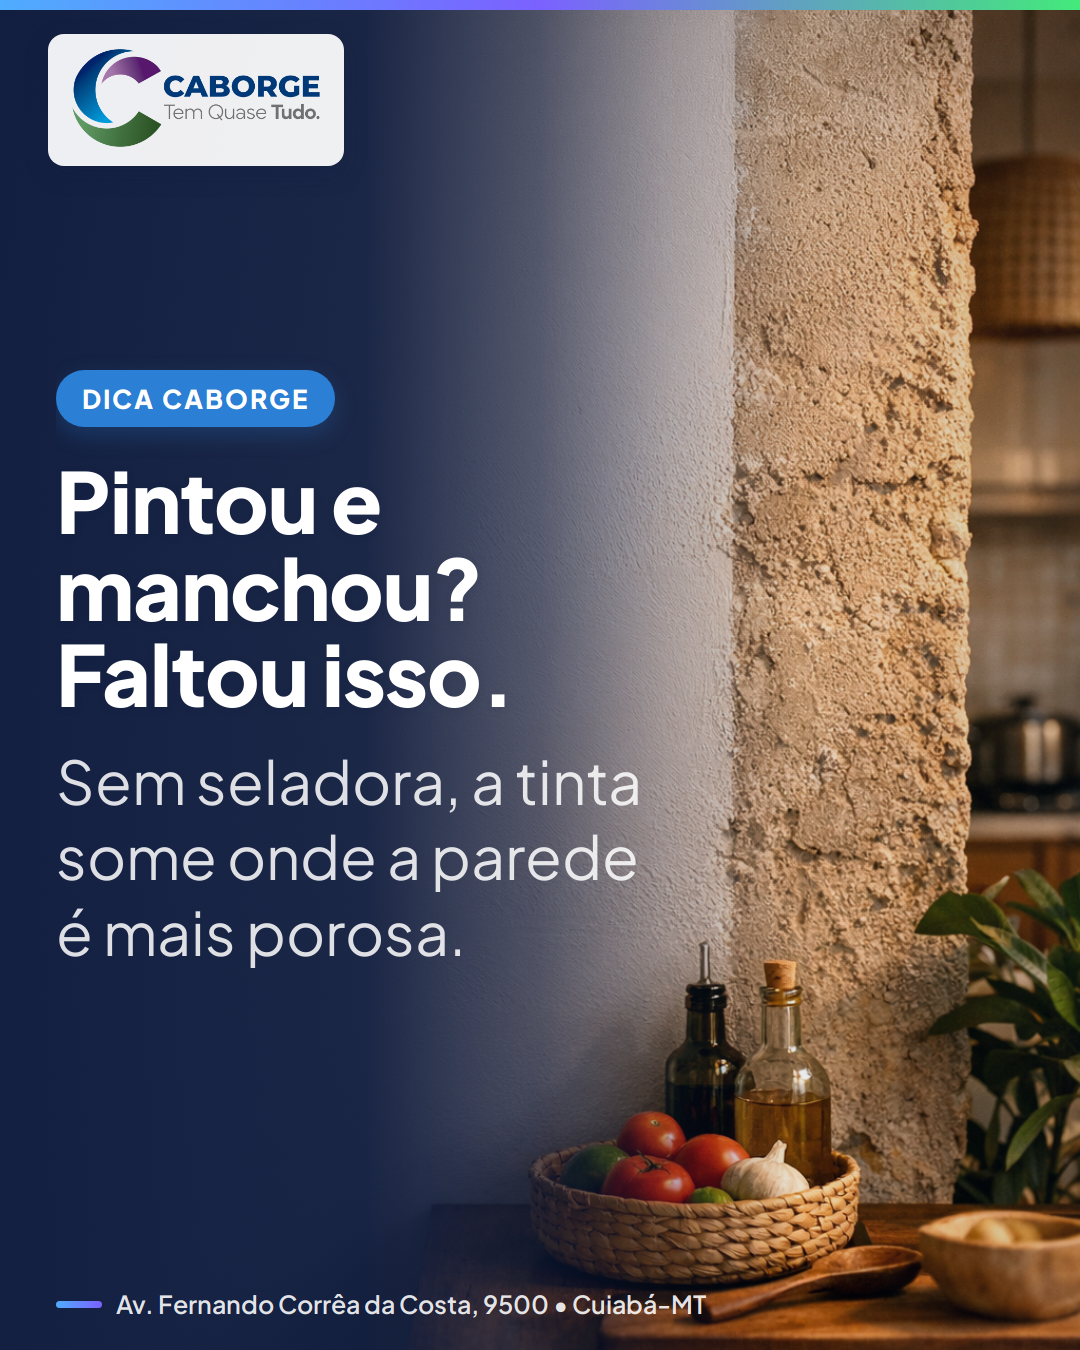 CABORGE
Tem Quase Tudo.
DICA CABORGE
Pintou e
manchou?
Faltou isso.
Sem seladora, a tinta
some onde a parede
é mais porosa.
Av. Fernando Corrêa da Costa, 9500 • Cuiabá-MT